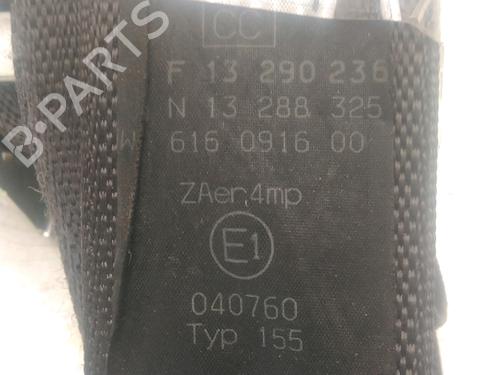 CC
F 13 290 236
N 13 288 325
W 616 0916 00
ZAer,4mp
E1
040760
Typ 155
B-PARTS